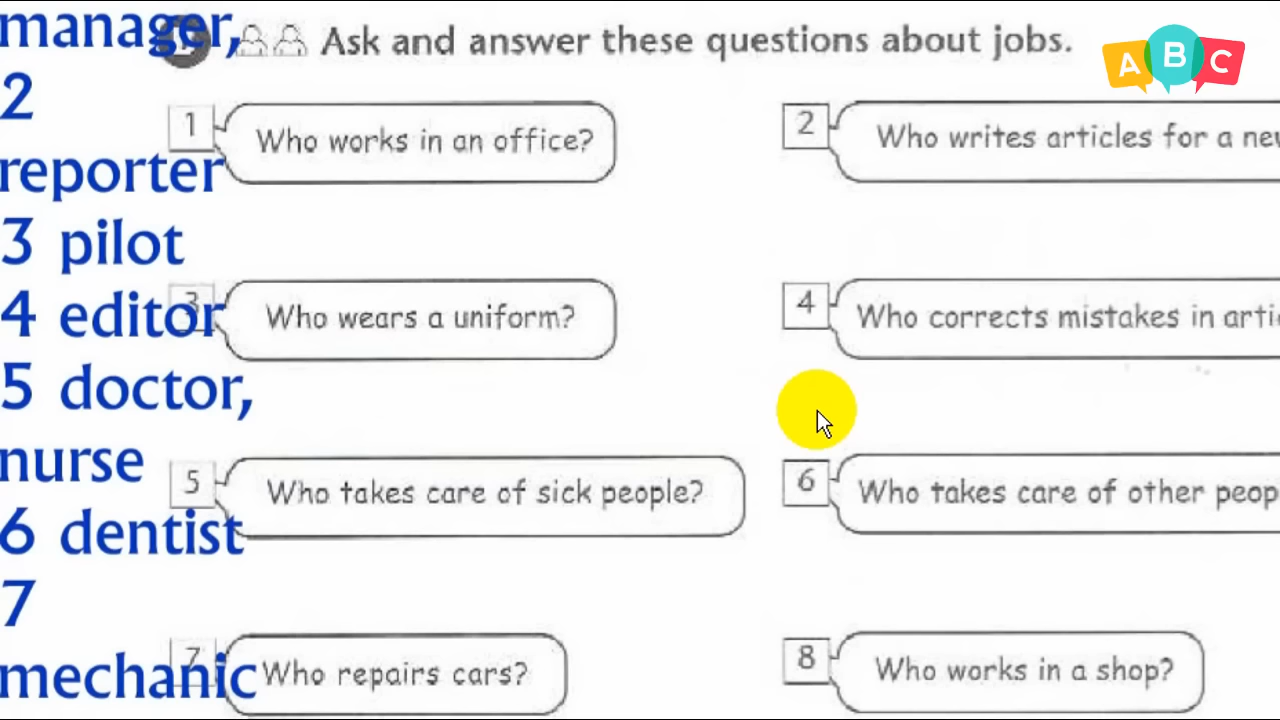 manager,
2
reporter
3 pilot
4 editor
5 doctor,
nurse
6 dentist
7
mechanic
Ask and answer these questions about jobs.
A B C
1 Who works in an office?
2 Who writes articles for a
3 Who wears a uniform?
4 Who corrects mistakes in
5 Who takes care of sick people?
6 Who takes care of other
7 Who repairs cars?
8 Who works in a shop?